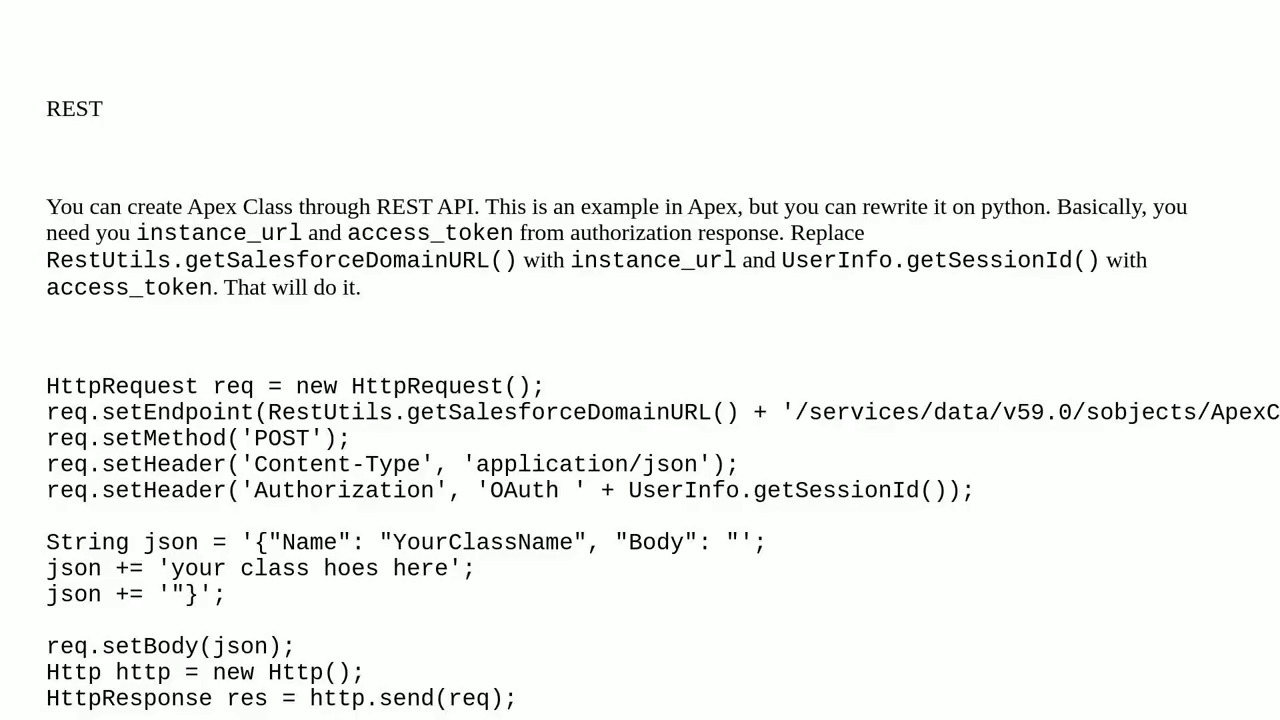 REST
You can create Apex Class through REST API. This is an example in Apex, but you can rewrite it on python. Basically, you
need you instance_url and access_token from authorization response. Replace
RestUtils.getSalesforceDomainURL() with instance_url and UserInfo.getSessionId() with
access_token. That will do it.
HttpRequest req = new HttpRequest();
req.setEndpoint(RestUtils.getSalesforceDomainURL() + '/services/data/v59.0/sobjects/ApexC
req.setMethod('POST');
req.setHeader('Content-Type', 'application/json');
req.setHeader('Authorization', 'OAuth ' + UserInfo.getSessionId());
String json = '{"Name": "YourClassName", "Body": "';
json += 'your class hoes here';
json += '"}';
req.setBody(json);
Http http = new Http();
HttpResponse res = http.send(req);